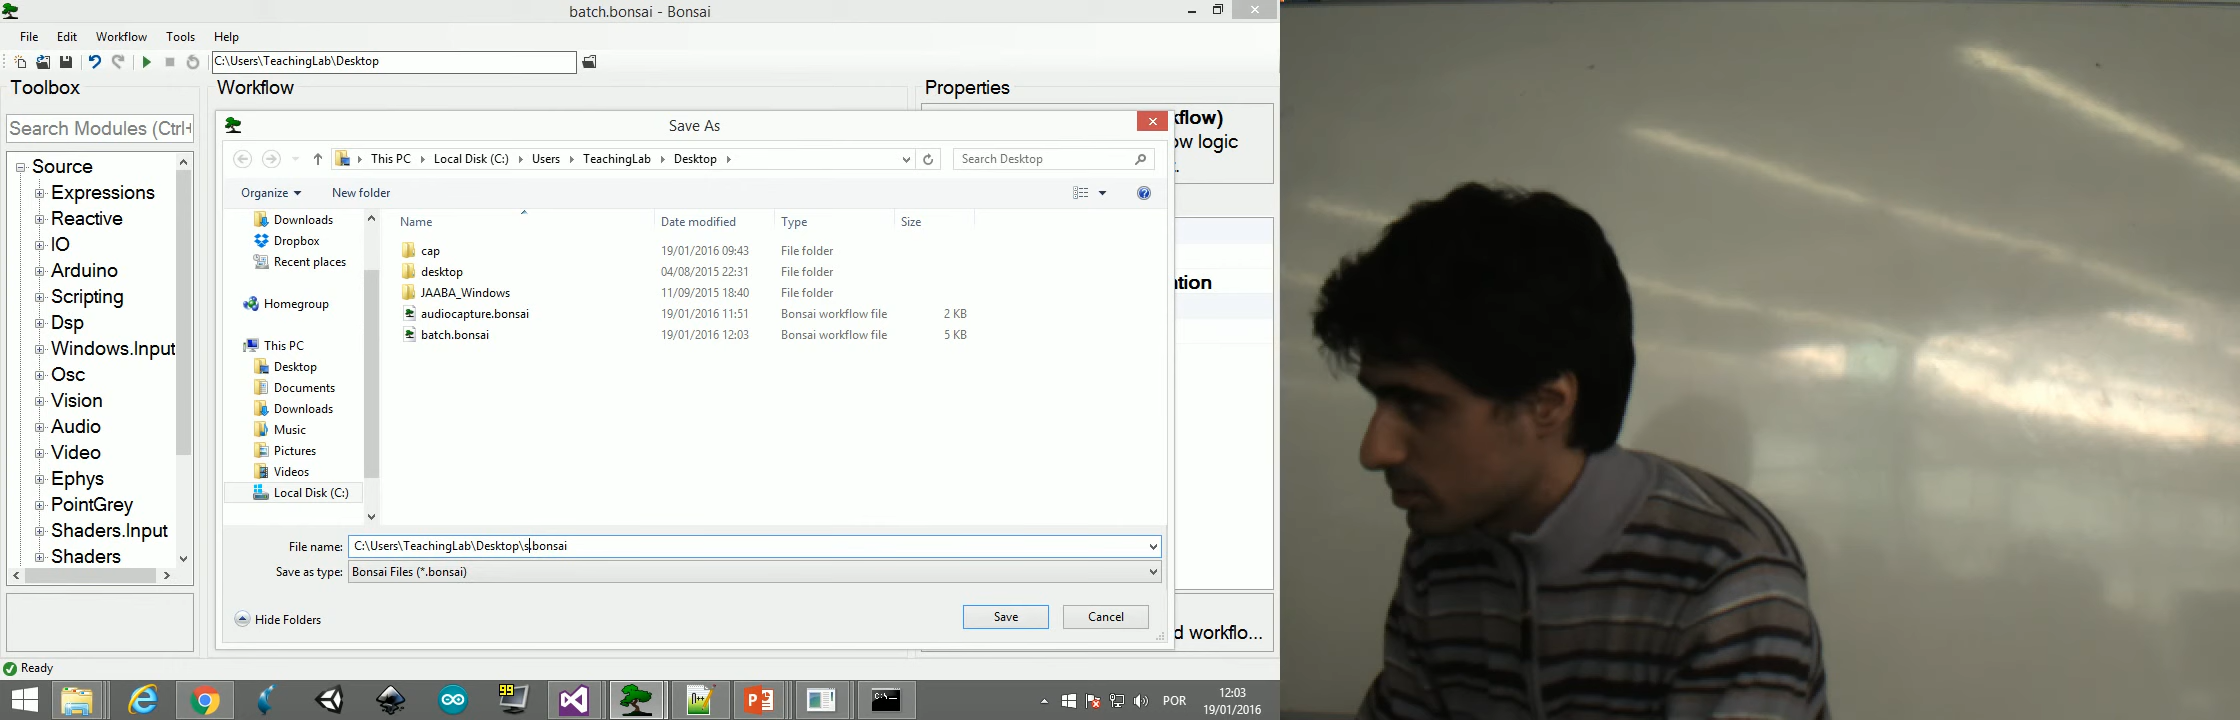 batch.bonsai - Bonsai
File Edit Workflow Tools Help
C:\Users\TeachingLab\Desktop
Toolbox
Search Modules (Ctrl+
Source
Expressions
Reactive
IO
Arduino
Scripting
Dsp
Windows.Input
Osc
Vision
Audio
Video
Ephys
PointGrey
Shaders.Input
Shaders
Workflow
Save As
This PC Local Disk (C:) Users TeachingLab Desktop
Search Desktop
Organize New folder
Downloads
Dropbox
Recent places
Homegroup
This PC
Desktop
Documents
Downloads
Music
Pictures
Videos
Local Disk (C:)
Name Date modified Type Size
cap 19/01/2016 09:43 File folder
desktop 04/08/2015 22:31 File folder
JAABA_Windows 11/09/2015 18:40 File folder
audiocapture.bonsai 19/01/2016 11:51 Bonsai workflow file 2 KB
batch.bonsai 19/01/2016 12:03 Bonsai workflow file 5 KB
File name: C:\Users\TeachingLab\Desktop\s.bonsai
Save as type: Bonsai Files (*.bonsai)
Hide Folders
Save Cancel
Properties
kflow)
ow logic
tion
d workflo...
Ready
99
C:\_
POR
12:03
19/01/2016